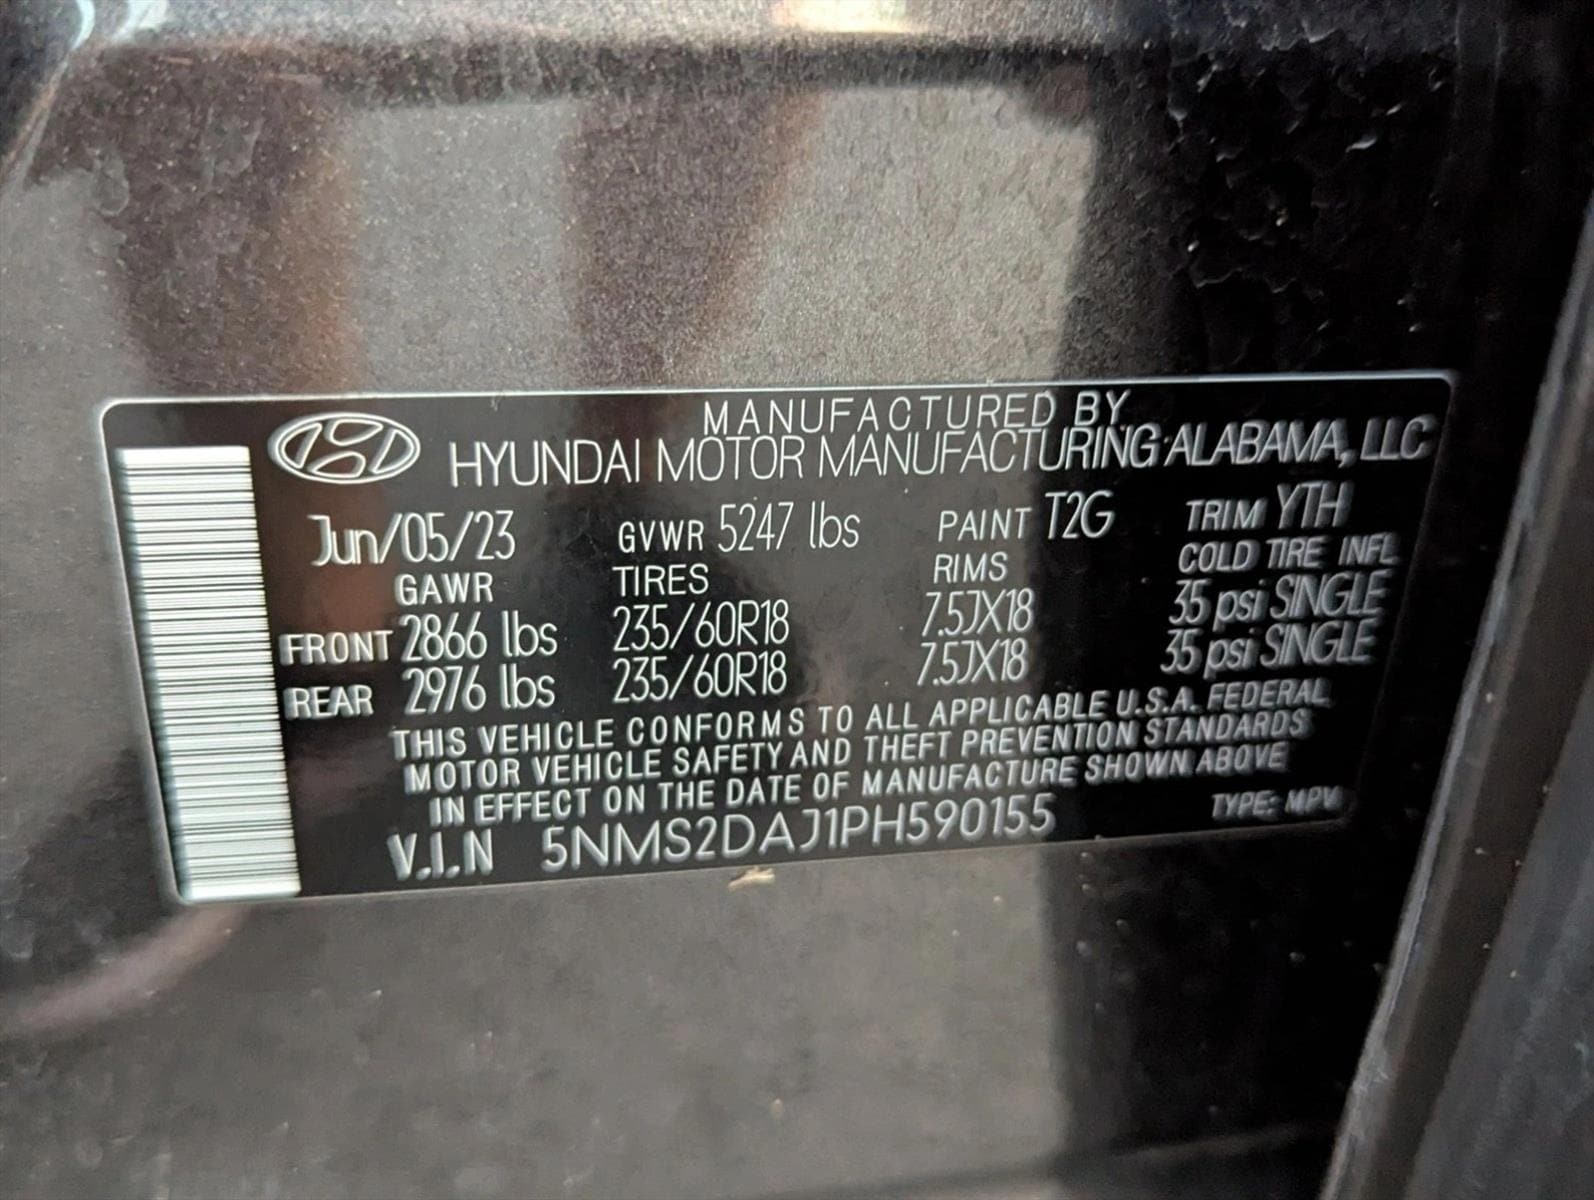 MANUFACTURED BY
HYUNDAI MOTOR MANUFACTURING ALABAMA, LLC
Jun/05/23 GVWR 5247 lbs PAINT T2G TRIM YTH
GAWR TIRES RIMS COLD TIRE INFL
FRONT 2866 lbs 235/60R18 7.5JX18 35 psi SINGLE
REAR 2976 lbs 235/60R18 7.5JX18 35 psi SINGLE
THIS VEHICLE CONFORMS TO ALL APPLICABLE U.S.A. FEDERAL
MOTOR VEHICLE SAFETY AND THEFT PREVENTION STANDARDS
IN EFFECT ON THE DATE OF MANUFACTURE SHOWN ABOVE
V.I.N 5NMS2DAJ1PH590155 TYPE: MPV